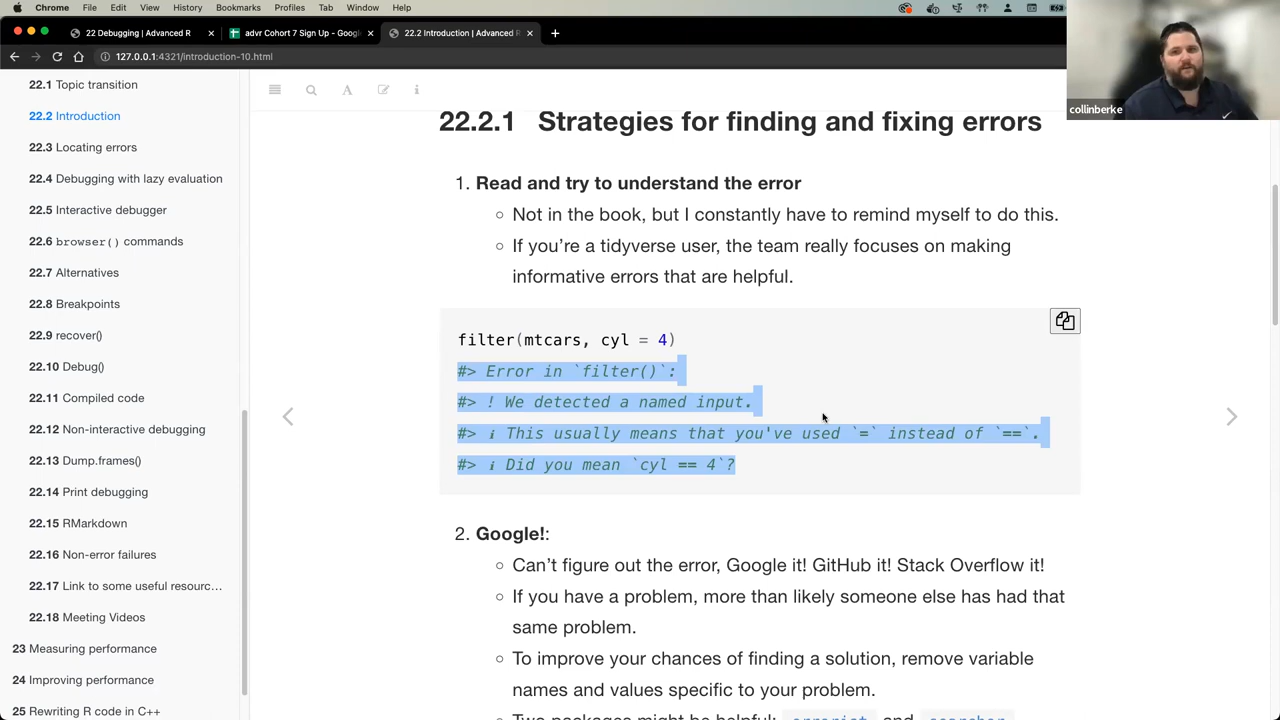 Chrome File Edit View History Bookmarks Profiles Tab Window Help
22 Debugging | Advanced R
advr Cohort 7 Sign Up - Googl
22.2 Introduction | Advanced R
127.0.0.1:4321/introduction-10.html
collinberke
22.1 Topic transition
22.2 Introduction
22.3 Locating errors
22.4 Debugging with lazy evaluation
22.5 Interactive debugger
22.6 browser() commands
22.7 Alternatives
22.8 Breakpoints
22.9 recover()
22.10 Debug()
22.11 Compiled code
22.12 Non-interactive debugging
22.13 Dump.frames()
22.14 Print debugging
22.15 RMarkdown
22.16 Non-error failures
22.17 Link to some useful resourc…
22.18 Meeting Videos
23 Measuring performance
24 Improving performance
25 Rewriting R code in C++
22.2.1 Strategies for finding and fixing errors
1. Read and try to understand the error
Not in the book, but I constantly have to remind myself to do this.
If you're a tidyverse user, the team really focuses on making
informative errors that are helpful.
filter(mtcars, cyl = 4)
#> Error in `filter()`:
#> ! We detected a named input.
#> ℹ This usually means that you've used `=` instead of `==`.
#> ℹ Did you mean `cyl == 4`?
2. Google!:
Can't figure out the error, Google it! GitHub it! Stack Overflow it!
If you have a problem, more than likely someone else has had that
same problem.
To improve your chances of finding a solution, remove variable
names and values specific to your problem.
Two packages might be helpful: errorist and searcher